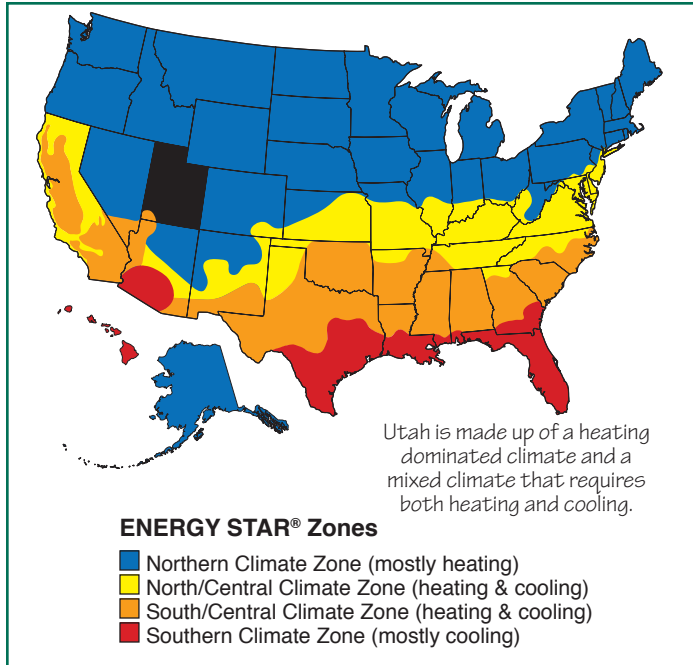 Utah is made up of a heating
dominated climate and a
mixed climate that requires
both heating and cooling.
ENERGY STAR® Zones
Northern Climate Zone (mostly heating)
North/Central Climate Zone (heating & cooling)
South/Central Climate Zone (heating & cooling)
Southern Climate Zone (mostly cooling)